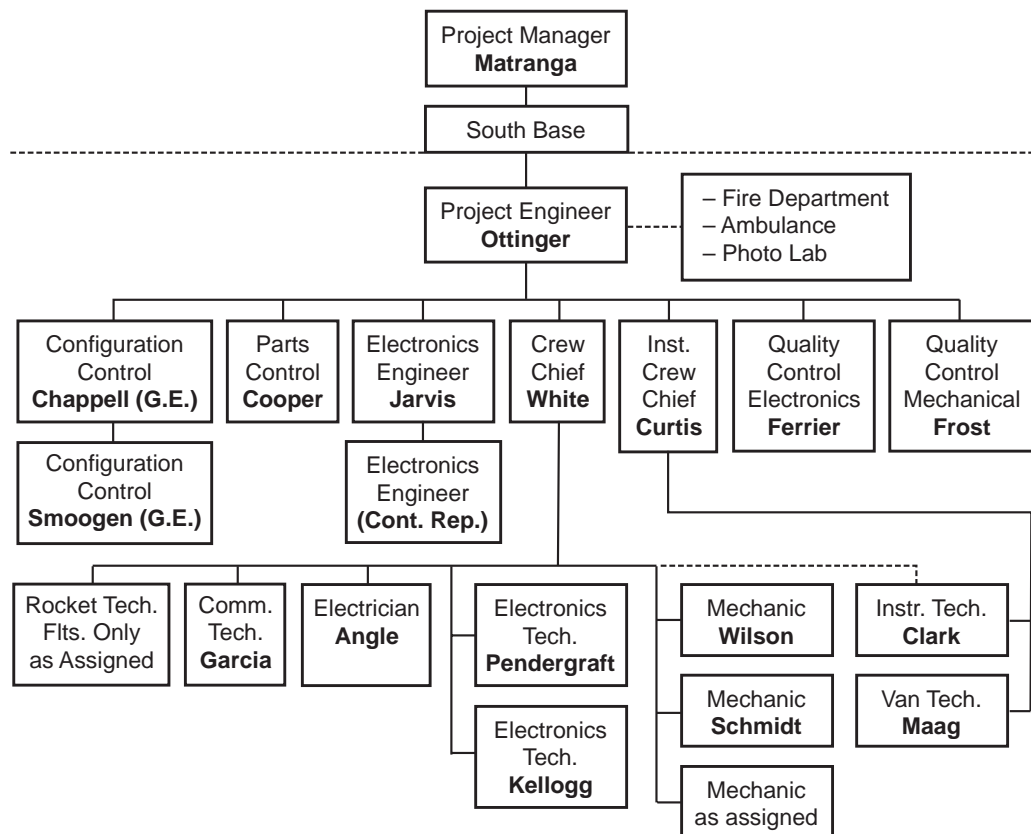 Project Manager
Matranga
South Base
Project Engineer
Ottinger
– Fire Department
– Ambulance
– Photo Lab
Configuration
Control
Chappell (G.E.)
Parts
Control
Cooper
Electronics
Engineer
Jarvis
Crew
Chief
White
Inst.
Crew
Chief
Curtis
Quality
Control
Electronics
Ferrier
Quality
Control
Mechanical
Frost
Configuration
Control
Smoogen (G.E.)
Electronics
Engineer
(Cont. Rep.)
Rocket Tech.
Flts. Only
as Assigned
Comm.
Tech.
Garcia
Electrician
Angle
Electronics
Tech.
Pendergraft
Mechanic
Wilson
Instr. Tech.
Clark
Electronics
Tech.
Kellogg
Mechanic
Schmidt
Van Tech.
Maag
Mechanic
as assigned